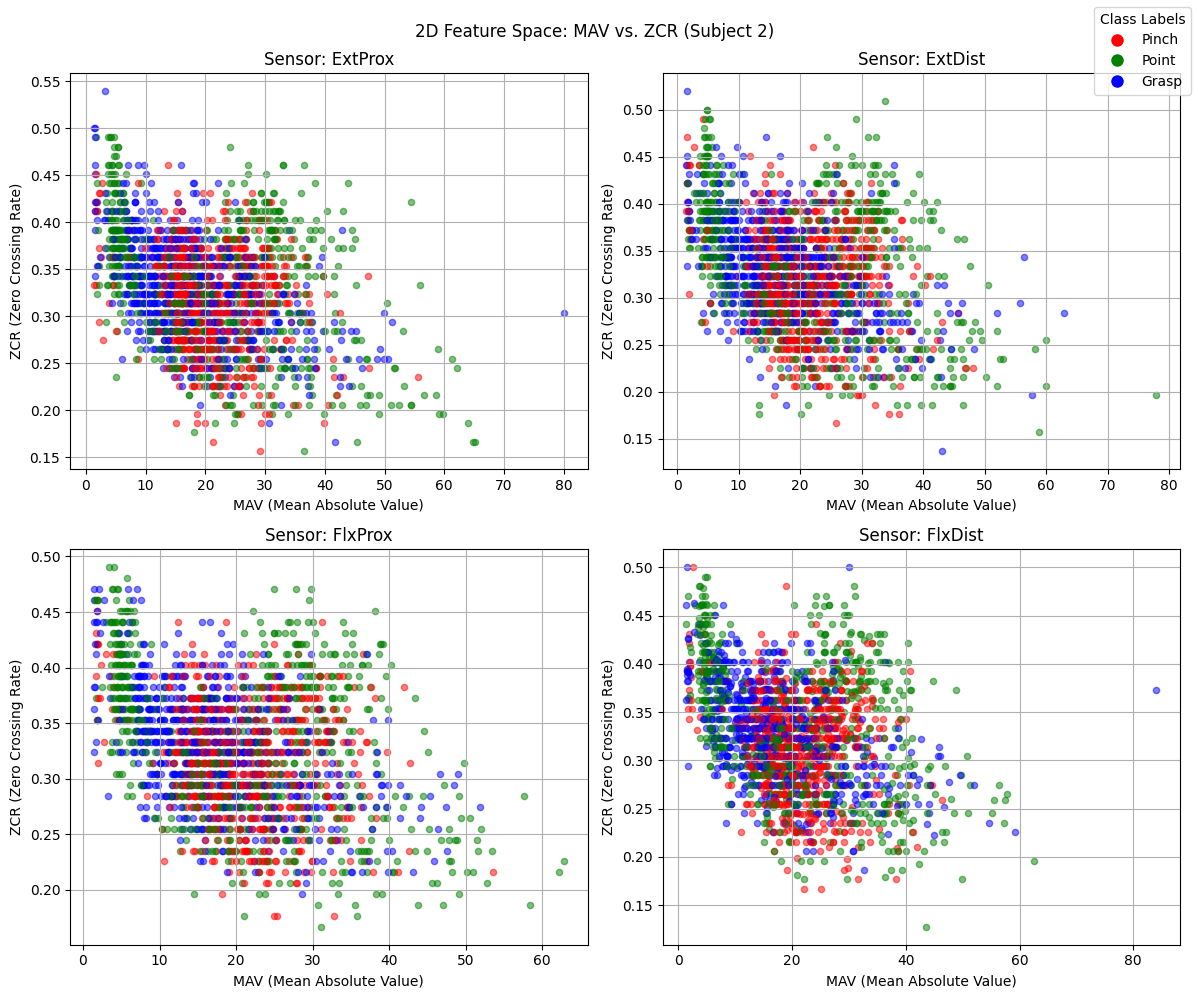 2D Feature Space: MAV vs. ZCR (Subject 2)
Class Labels
Pinch
Point
Grasp
Sensor: ExtProx
ZCR (Zero Crossing Rate)
0.55
0.50
0.45
0.40
0.35
0.30
0.25
0.20
0.15
0 10 20 30 40 50 60 70 80
MAV (Mean Absolute Value)
Sensor: ExtDist
ZCR (Zero Crossing Rate)
0.50
0.45
0.40
0.35
0.30
0.25
0.20
0.15
0 10 20 30 40 50 60 70 80
MAV (Mean Absolute Value)
Sensor: FlxProx
ZCR (Zero Crossing Rate)
0.50
0.45
0.40
0.35
0.30
0.25
0.20
0 10 20 30 40 50 60
MAV (Mean Absolute Value)
Sensor: FlxDist
ZCR (Zero Crossing Rate)
0.50
0.45
0.40
0.35
0.30
0.25
0.20
0.15
0 20 40 60 80
MAV (Mean Absolute Value)